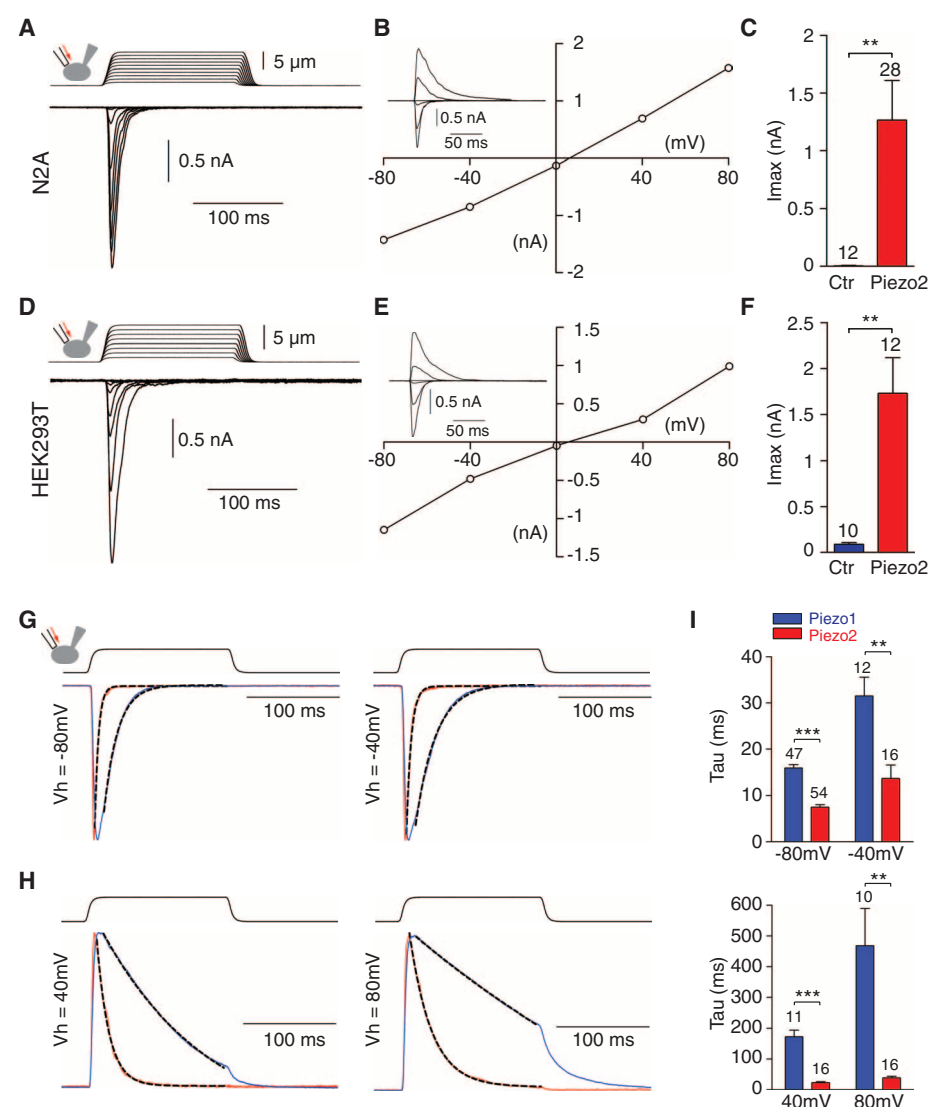 A
5 µm
N2A
0.5 nA
100 ms
B
2
1
0.5 nA
50 ms
(mV)
-80
-40
0
40
80
-1
(nA)
-2
C
2
**
28
1.5
Imax (nA)
1
0.5
12
0
Ctr
Piezo2
D
5 µm
HEK293T
0.5 nA
100 ms
E
1.5
1
0.5
0.5 nA
50 ms
(mV)
-80
-40
0
40
80
-0.5
-1
(nA)
-1.5
F
2.5
**
12
2
Imax (nA)
1.5
1
0.5
10
0
Ctr
Piezo2
G
Vh = -80mV
100 ms
Vh = -40mV
100 ms
H
Vh = 40mV
100 ms
Vh = 80mV
100 ms
I
Piezo1
Piezo2
40
**
12
30
Tau (ms)
***
20
47
16
54
10
0
-80mV
-40mV
**
600
10
500
400
Tau (ms)
***
300
200
11
100
16
16
0
40mV
80mV